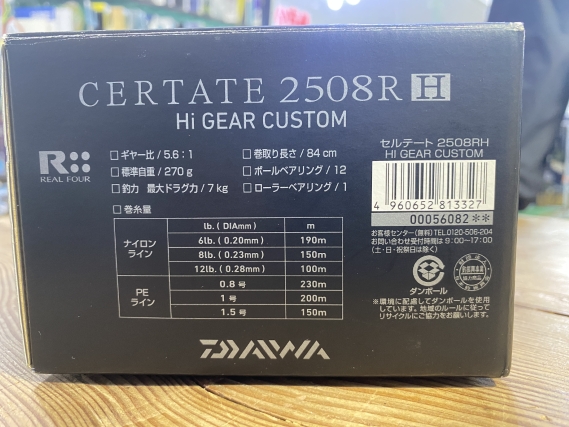 CERTATE 2508R H
Hi GEAR CUSTOM
R
REAL FOUR
□ギヤー比 / 5.6:1
□巻取り長さ / 84 cm
□標準自重 / 270 g
□ボールベアリング / 12
□釣力 最大ドラグ力 / 7 kg
□ローラーベアリング / 1
□巻糸量
lb. ( DIAmm) m
ナイロンライン
6lb. ( 0.20mm) 190m
8lb. ( 0.23mm) 150m
12lb. ( 0.28mm) 100m
PEライン
0.8 号 230m
1 号 200m
1.5 号 150m
セルテート 2508RH
HI GEAR CUSTOM
4 960652 813327
00056082**
お客様センター(無料)TEL0120-506-204
お問い合わせ受付時間は 9:00~17:00
(土・日・祝祭日は除く)
ダンボール
※環境に配慮してダンボールを使用
しています。地域のルールに従って
リサイクルにご協力をお願いします。
DAIWA